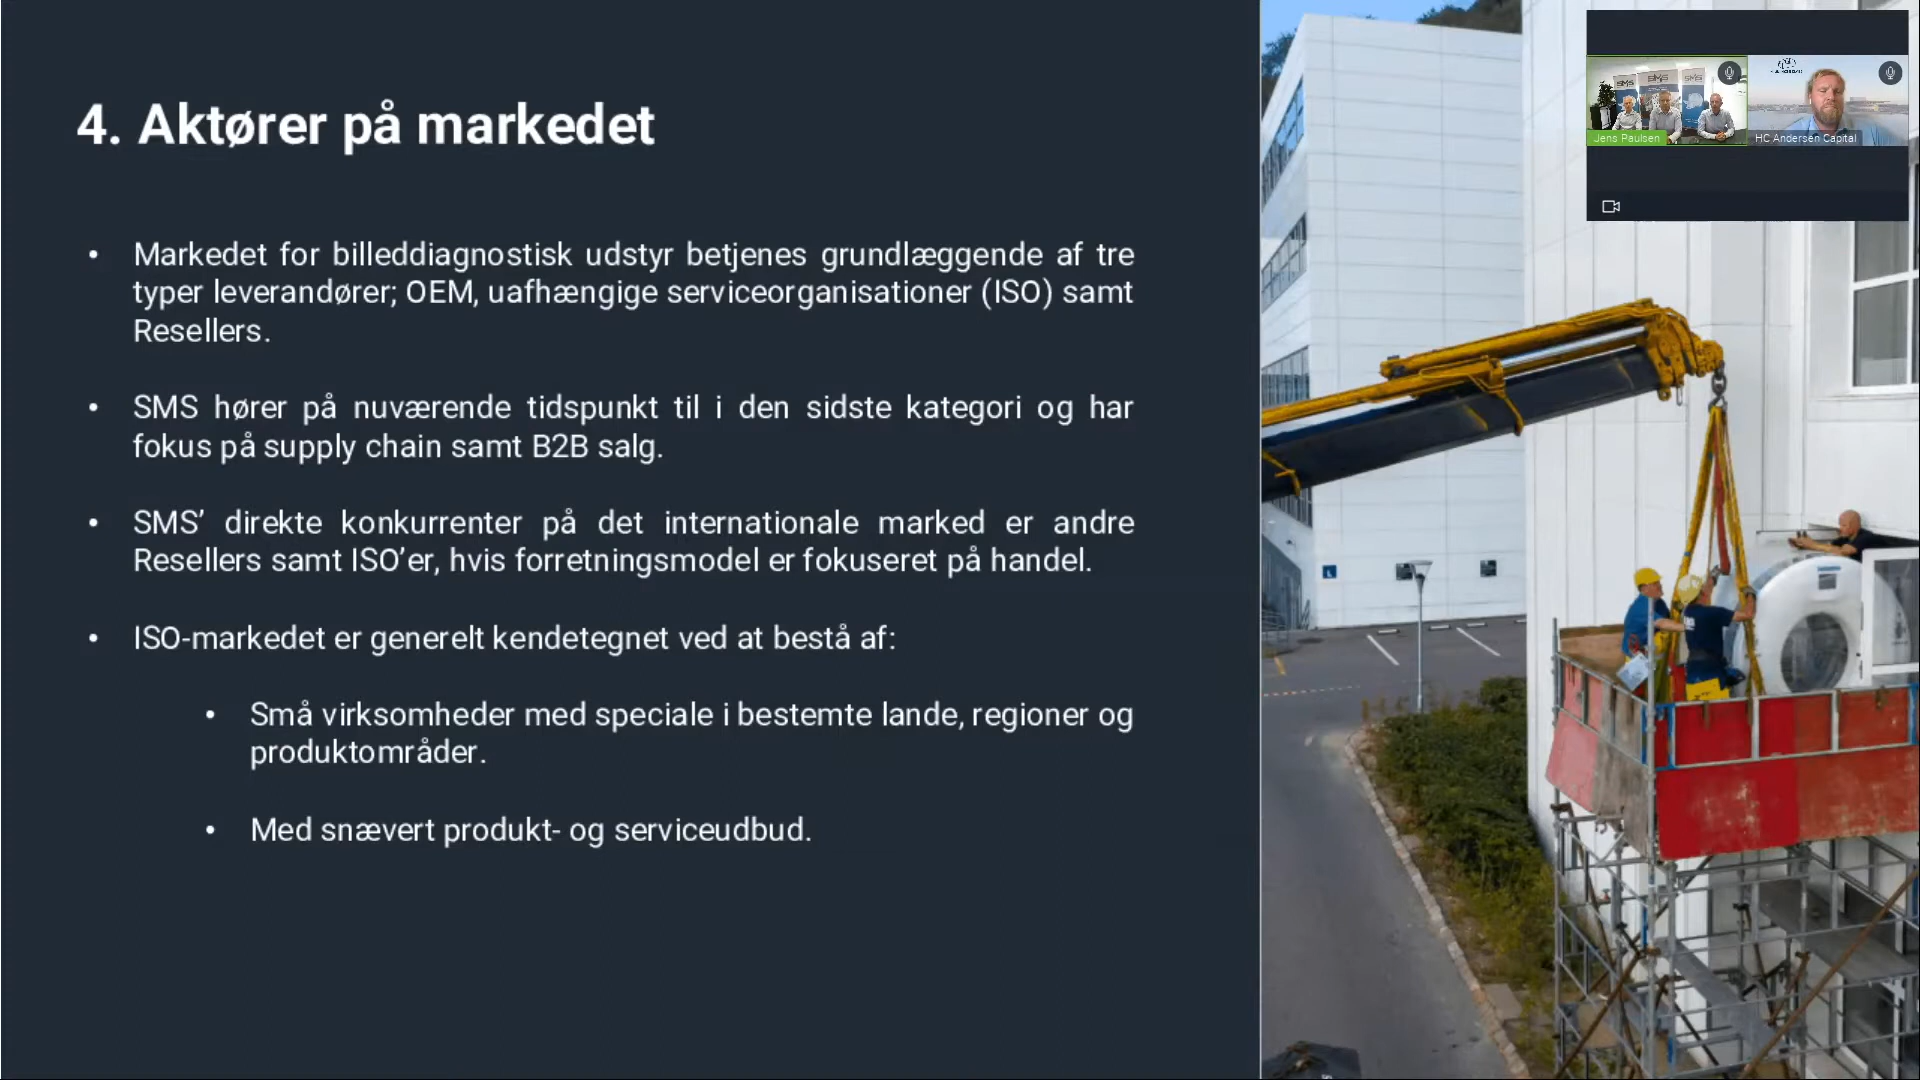 4. Aktører på markedet
• Markedet for billeddiagnostisk udstyr betjenes grundlæggende af tre
typer leverandører; OEM, uafhængige serviceorganisationer (ISO) samt
Resellers.
• SMS hører på nuværende tidspunkt til i den sidste kategori og har
fokus på supply chain samt B2B salg.
• SMS’ direkte konkurrenter på det internationale marked er andre
Resellers samt ISO’er, hvis forretningsmodel er fokuseret på handel.
• ISO-markedet er generelt kendetegnet ved at bestå af:
• Små virksomheder med speciale i bestemte lande, regioner og
produktområder.
• Med snævert produkt- og serviceudbud.
SMS SMS SMS
Jens Paulsen
HC Andersen Capital